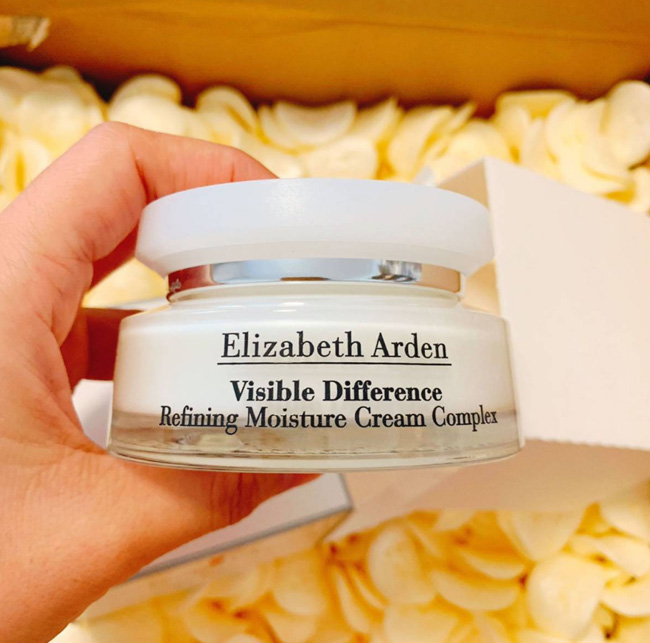 Elizabeth Arden
Visible Difference
Refining Moisture Cream Complex